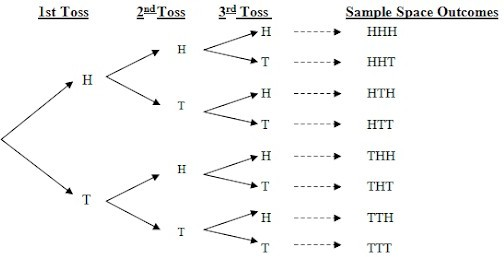 1st Toss 2nd Toss 3rd Toss Sample Space Outcomes
H HHH
H
T HHT
H
H HTH
T
T HTT
H THH
H
T THT
T
H TTH
T
T TTT